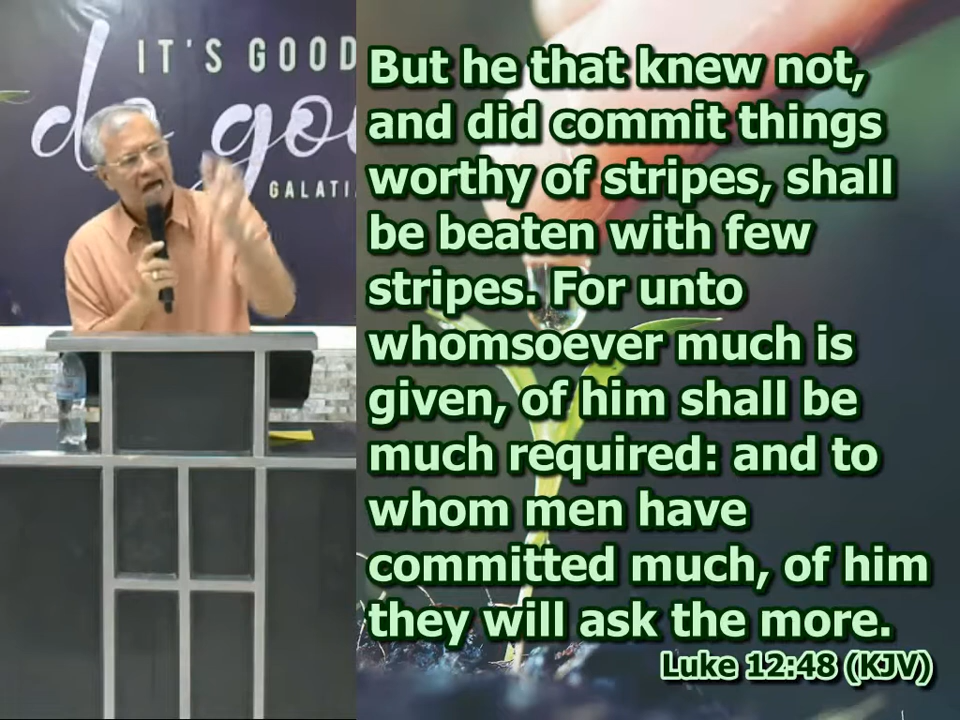 IT'S GOOD
do
GALATI
But he that knew not,
and did commit things
worthy of stripes, shall
be beaten with few
stripes. For unto
whomsoever much is
given, of him shall be
much required: and to
whom men have
committed much, of him
they will ask the more.
Luke 12:48 (KJV)